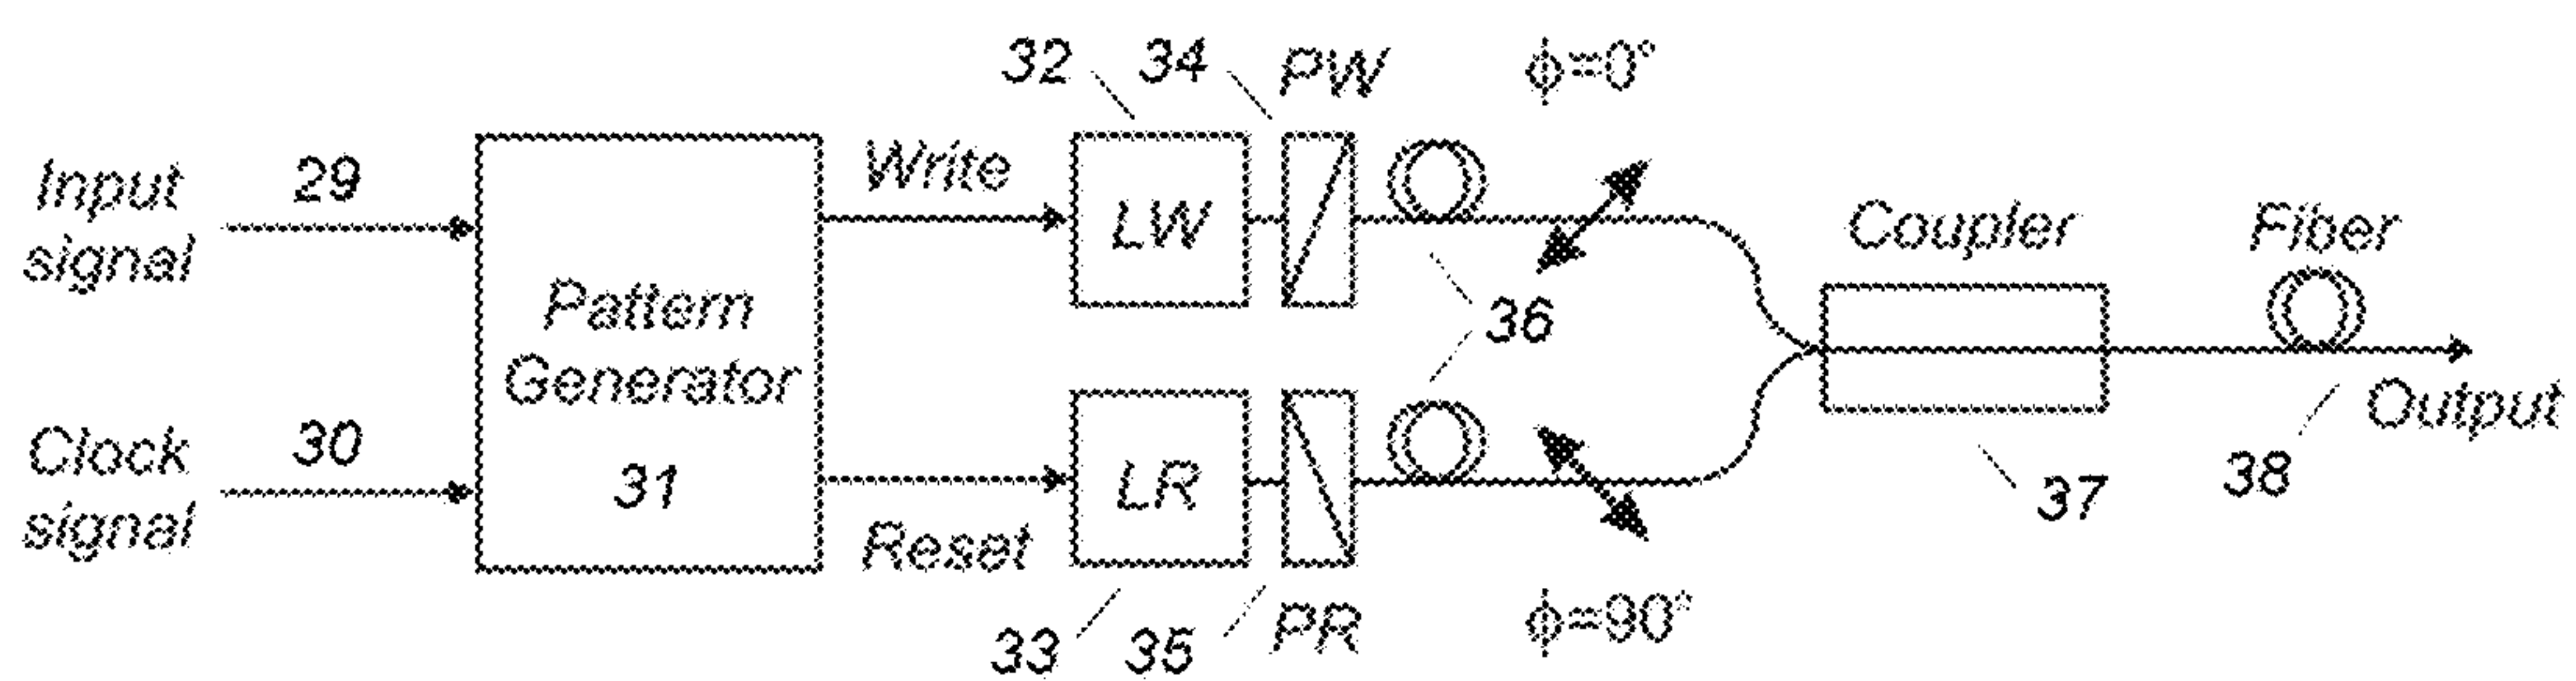 32
34
PW
ϕ=0°
Input
signal
29
Write
LW
Coupler
Fiber
Pattern
Generator
31
36
Output
Clock
signal
30
Reset
LR
38
37
33
35
PR
ϕ=90°